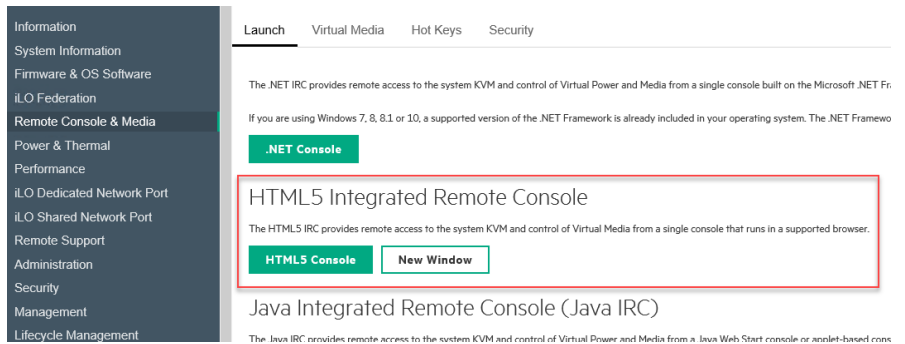 Information
System Information
Firmware & OS Software
iLO Federation
Remote Console & Media
Power & Thermal
Performance
iLO Dedicated Network Port
iLO Shared Network Port
Remote Support
Administration
Security
Management
Lifecycle Management
Launch Virtual Media Hot Keys Security
The .NET IRC provides remote access to the system KVM and control of Virtual Power and Media from a single console built on the Microsoft .NET Fr
If you are using Windows 7, 8, 8.1 or 10, a supported version of the .NET Framework is already included in your operating system. The .NET Framewo
.NET Console
HTML5 Integrated Remote Console
The HTML5 IRC provides remote access to the system KVM and control of Virtual Media from a single console that runs in a supported browser.
HTML5 Console New Window
Java Integrated Remote Console (Java IRC)
The Java IRC provides remote access to the system KVM and control of Virtual Power and Media from a Java Web Start console or applet-based cons